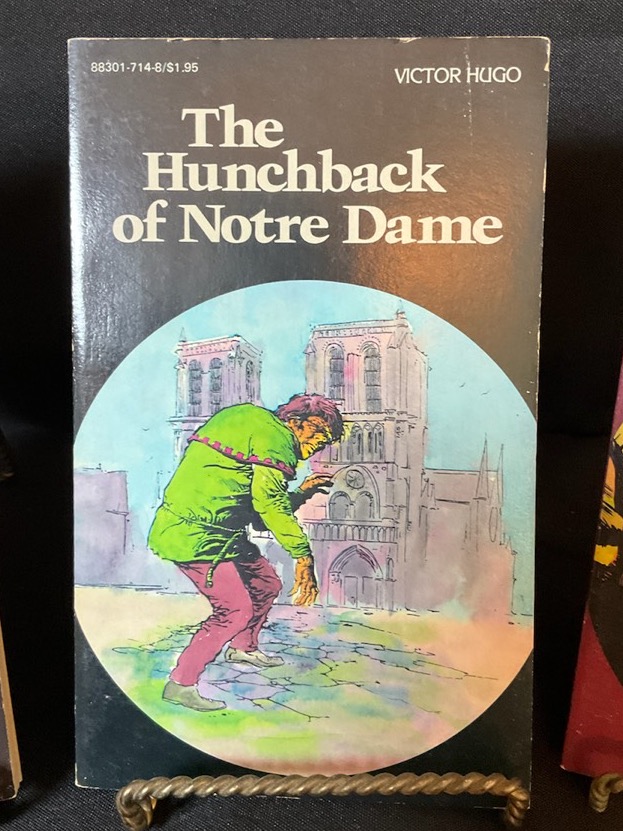 88301-714-8/$1.95
VICTOR HUGO
The
Hunchback
of Notre Dame